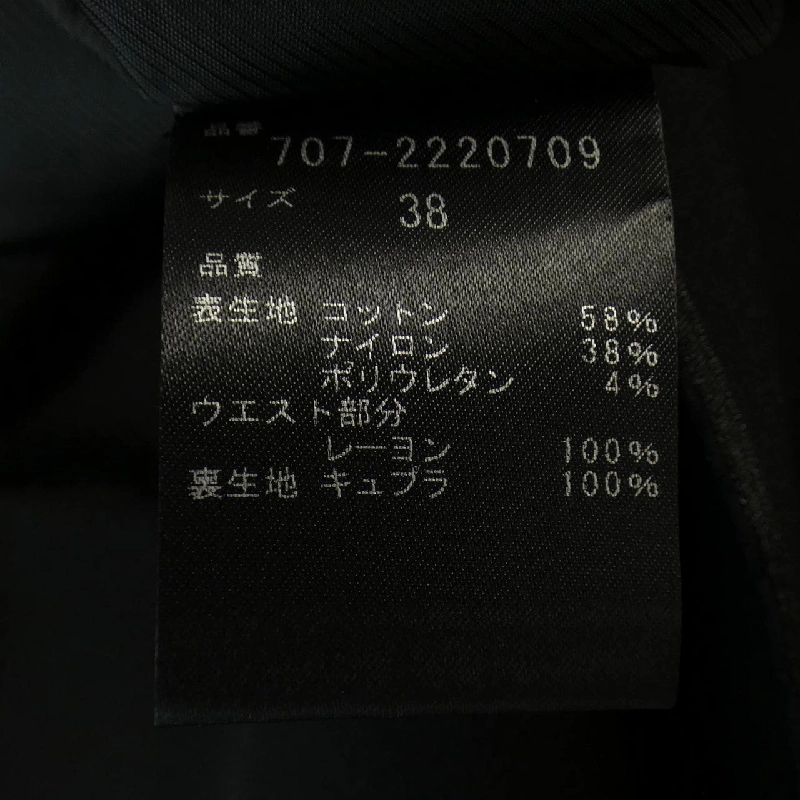 品番 707-2220709
サイズ 38
品質
表生地 コットン 58%
ナイロン 38%
ポリウレタン 4%
ウエスト部分
レーヨン 100%
裏生地 キュプラ 100%